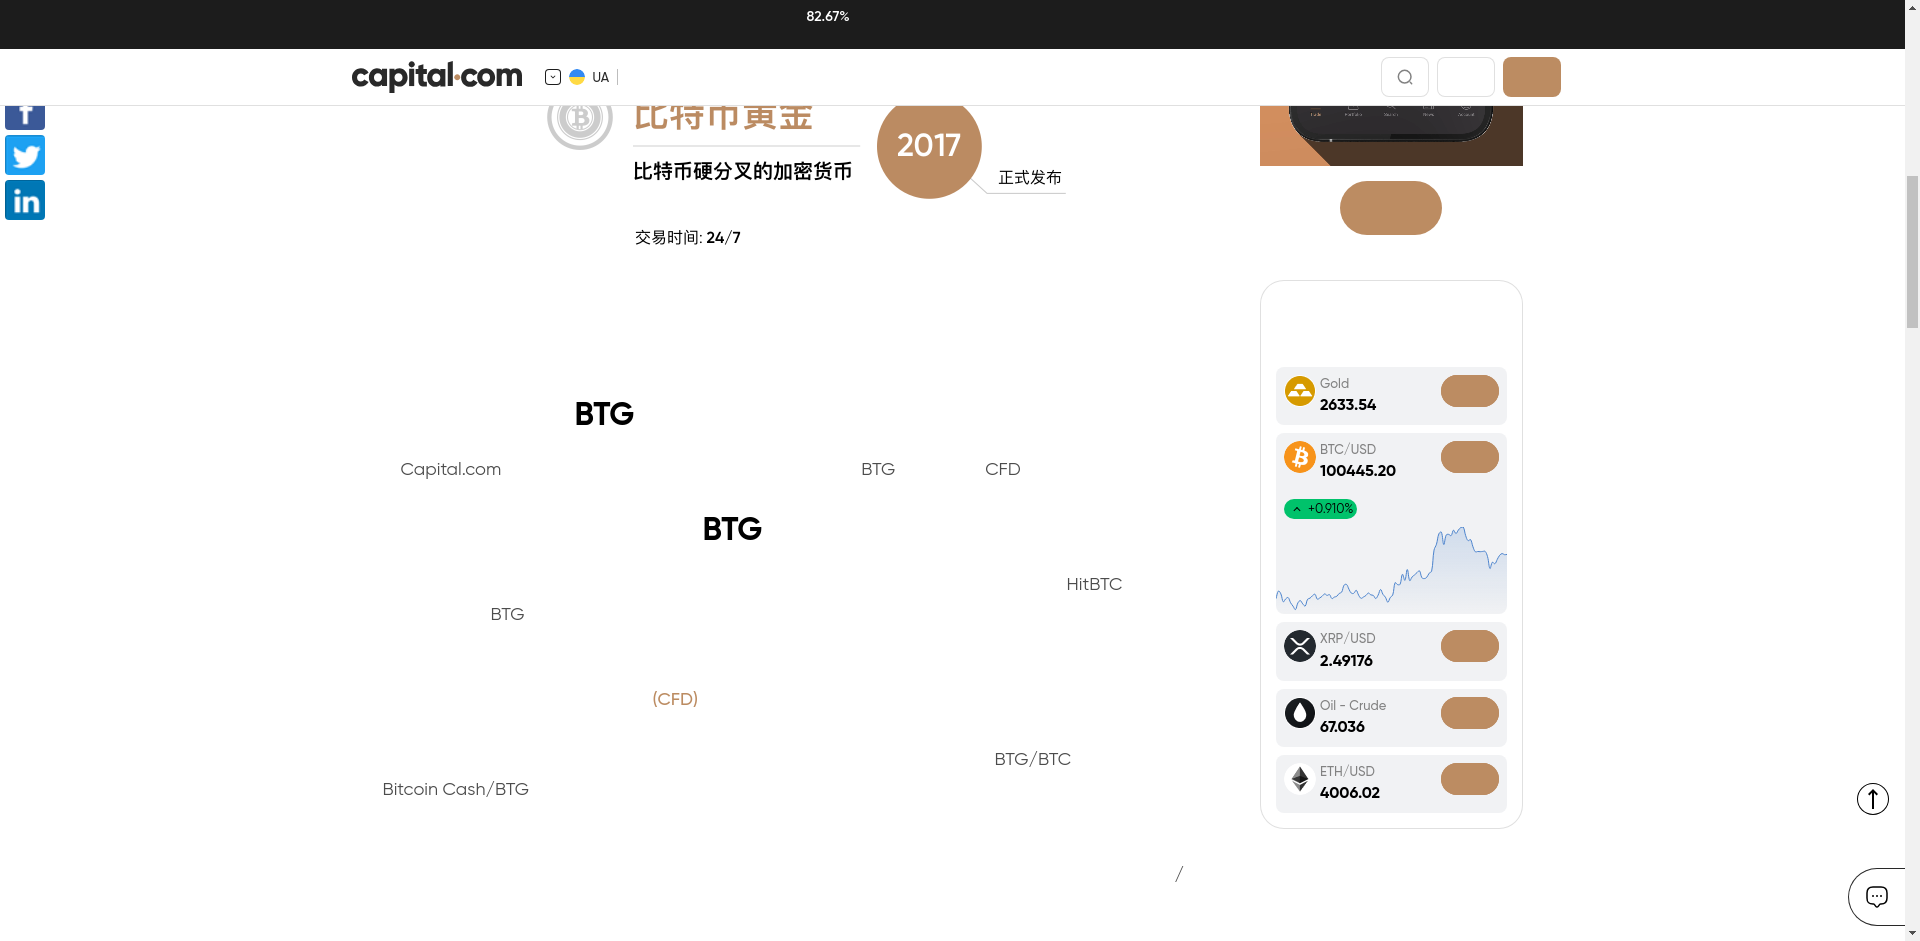 82.67%
capital.com
UA
比特币黄金
2017
比特币硬分叉的加密货币
正式发布
交易时间: 24/7
BTG
Capital.com BTG CFD
BTG
HitBTC
BTG
(CFD)
BTG/BTC
Bitcoin Cash/BTG
/
Gold
2633.54
BTC/USD
100445.20
+0.910%
XRP/USD
2.49176
Oil - Crude
67.036
ETH/USD
4006.02